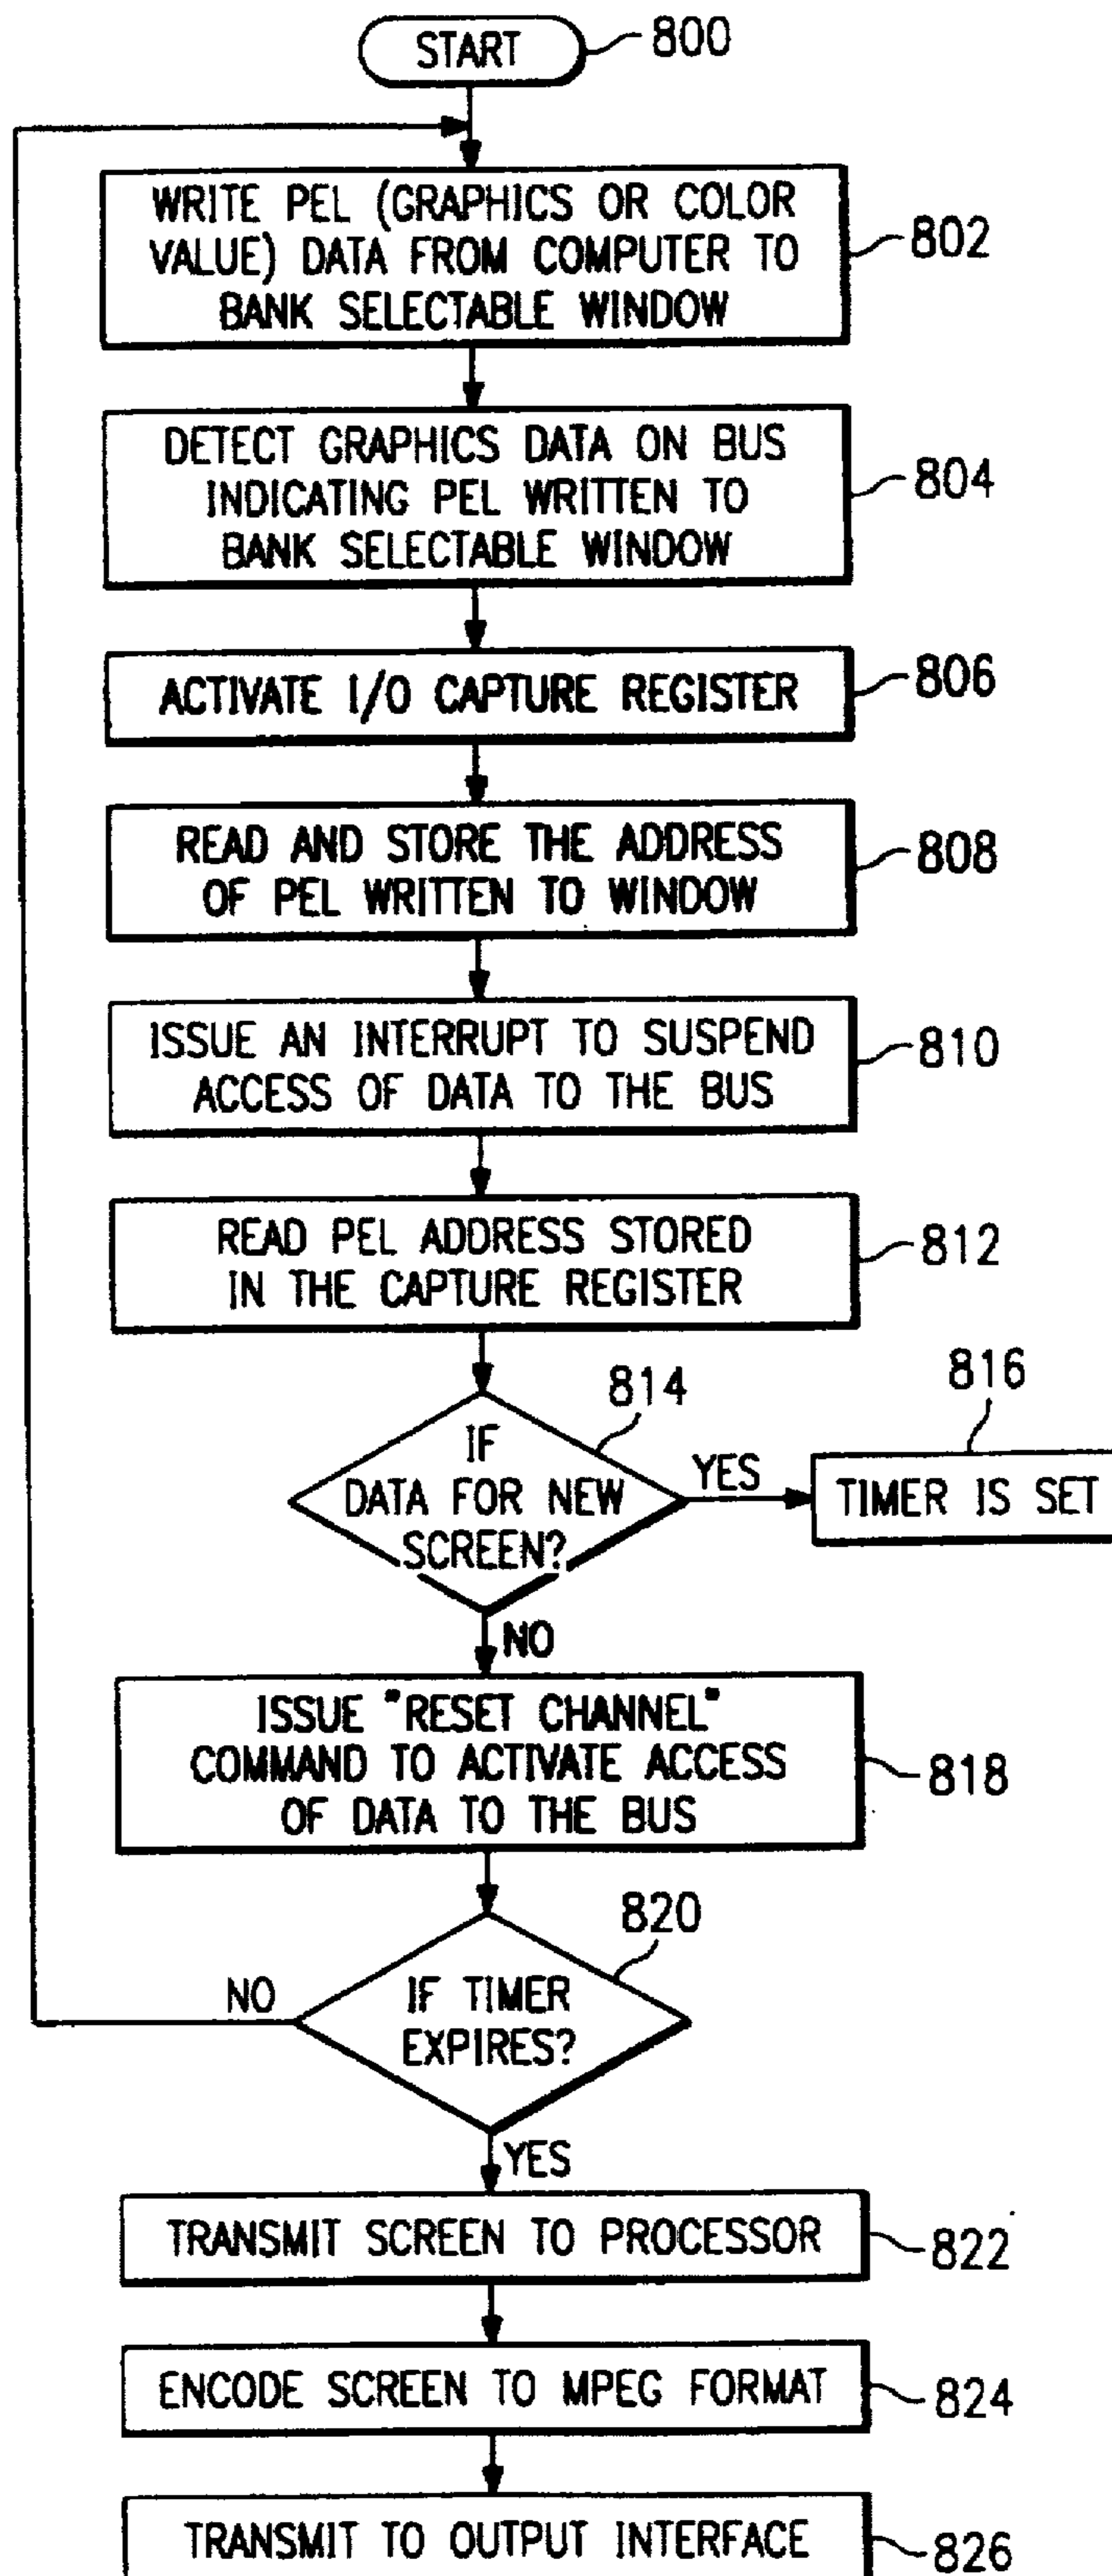 START
800
WRITE PEL (GRAPHICS OR COLOR
VALUE) DATA FROM COMPUTER TO
BANK SELECTABLE WINDOW
802
DETECT GRAPHICS DATA ON BUS
INDICATING PEL WRITTEN TO
BANK SELECTABLE WINDOW
804
ACTIVATE I/O CAPTURE REGISTER
806
READ AND STORE THE ADDRESS
OF PEL WRITTEN TO WINDOW
808
ISSUE AN INTERRUPT TO SUSPEND
ACCESS OF DATA TO THE BUS
810
READ PEL ADDRESS STORED
IN THE CAPTURE REGISTER
812
814
IF
DATA FOR NEW
SCREEN?
YES
816
TIMER IS SET
NO
ISSUE "RESET CHANNEL"
COMMAND TO ACTIVATE ACCESS
OF DATA TO THE BUS
818
820
IF TIMER
EXPIRES?
NO
YES
TRANSMIT SCREEN TO PROCESSOR
822
ENCODE SCREEN TO MPEG FORMAT
824
TRANSMIT TO OUTPUT INTERFACE
826